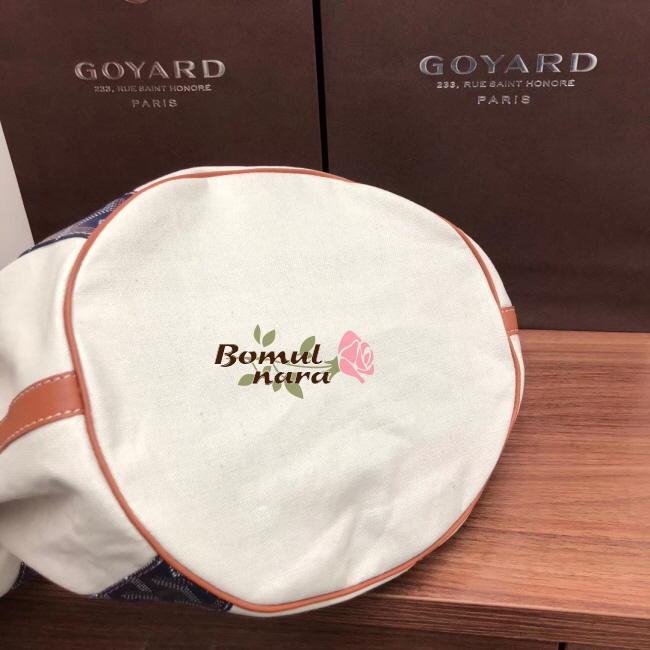 GOYARD
233, RUE SAINT HONORÉ
PARIS
GOYARD
233, RUE SAINT HONORÉ
PARIS
Bomul
nara